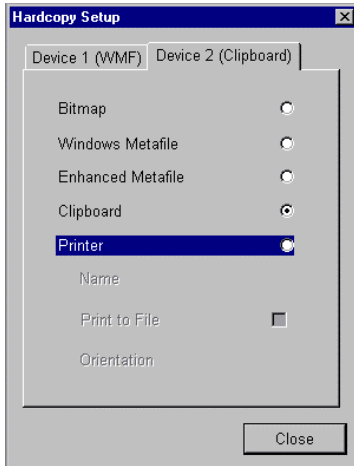 Hardcopy Setup
Device 1 (WMF) Device 2 (Clipboard)
Bitmap
Windows Metafile
Enhanced Metafile
Clipboard
Printer
Name
Print to File
Orientation
Close